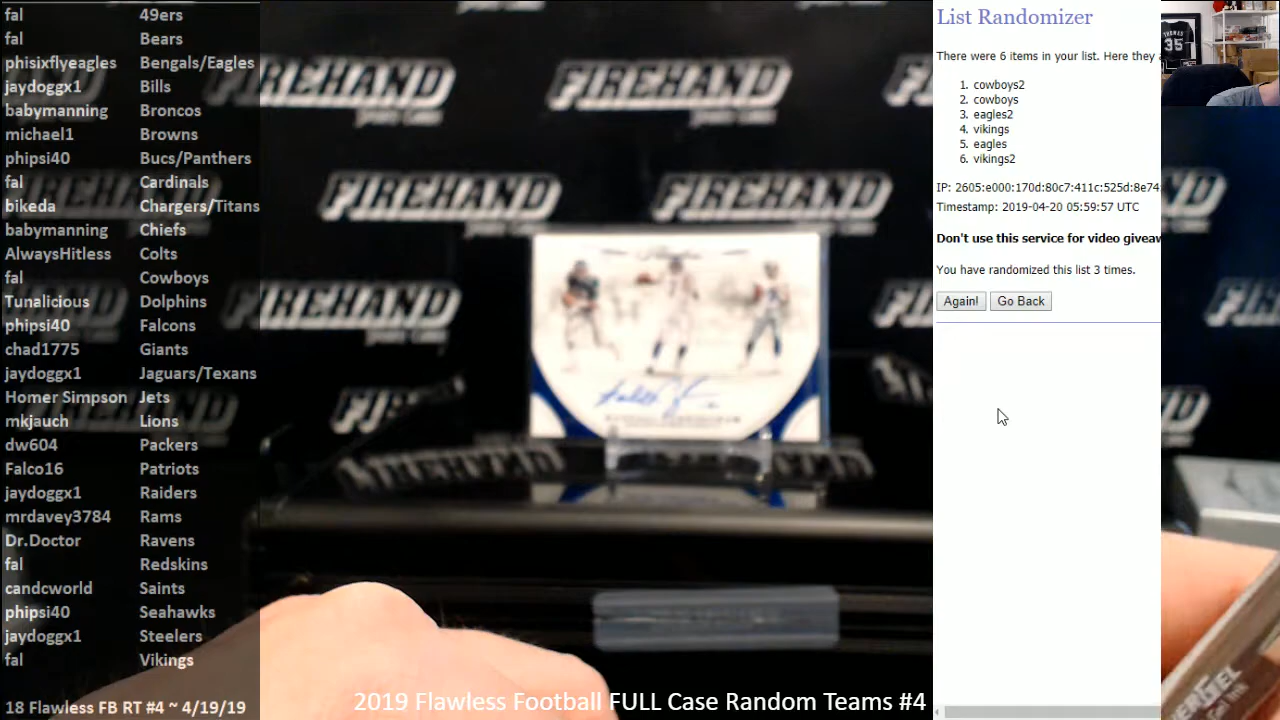 fal 49ers
fal Bears
phisixflyeagles Bengals/Eagles
jaydoggx1 Bills
babymanning Broncos
michael1 Browns
phipsi40 Bucs/Panthers
fal Cardinals
bikeda Chargers/Titans
babymanning Chiefs
AlwaysHitless Colts
fal Cowboys
Tunalicious Dolphins
phipsi40 Falcons
chad1775 Giants
jaydoggx1 Jaguars/Texans
Homer Simpson Jets
mkjauch Lions
dw604 Packers
Falco16 Patriots
jaydoggx1 Raiders
mrdavey3784 Rams
Dr.Doctor Ravens
fal Redskins
candcworld Saints
phipsi40 Seahawks
jaydoggx1 Steelers
fal Vikings
18 Flawless FB RT #4 ~ 4/19/19
FIREHAND
FIREHAND
FIREHAND
FIREHAND
FIREHAND
2019 Flawless Football FULL Case Random Teams #4
List Randomizer
There were 6 items in your list. Here they
1. cowboys2
2. cowboys
3. eagles2
4. vikings
5. eagles
6. vikings2
IP: 2605:e000:170d:80c7:411c:525d:8e74:
Timestamp: 2019-04-20 05:59:57 UTC
Don't use this service for video giveaw
You have randomized this list 3 times.
Again! Go Back
THOMAS
35